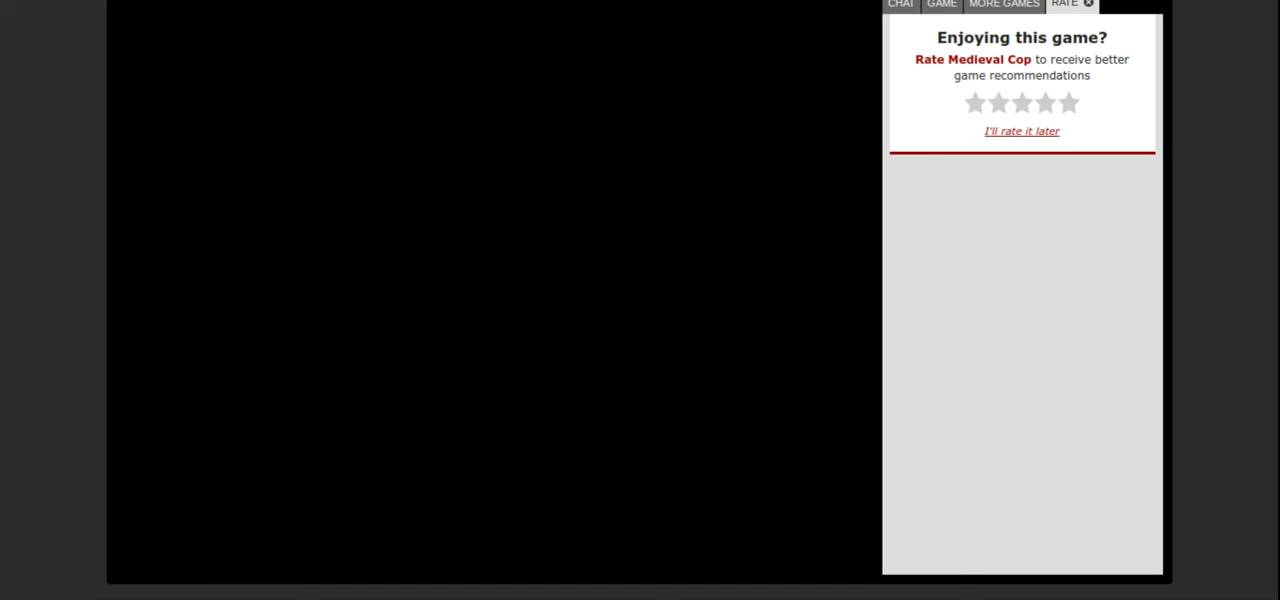 CHAT GAME MORE GAMES RATE
Enjoying this game?
Rate Medieval Cop to receive better
game recommendations
I'll rate it later